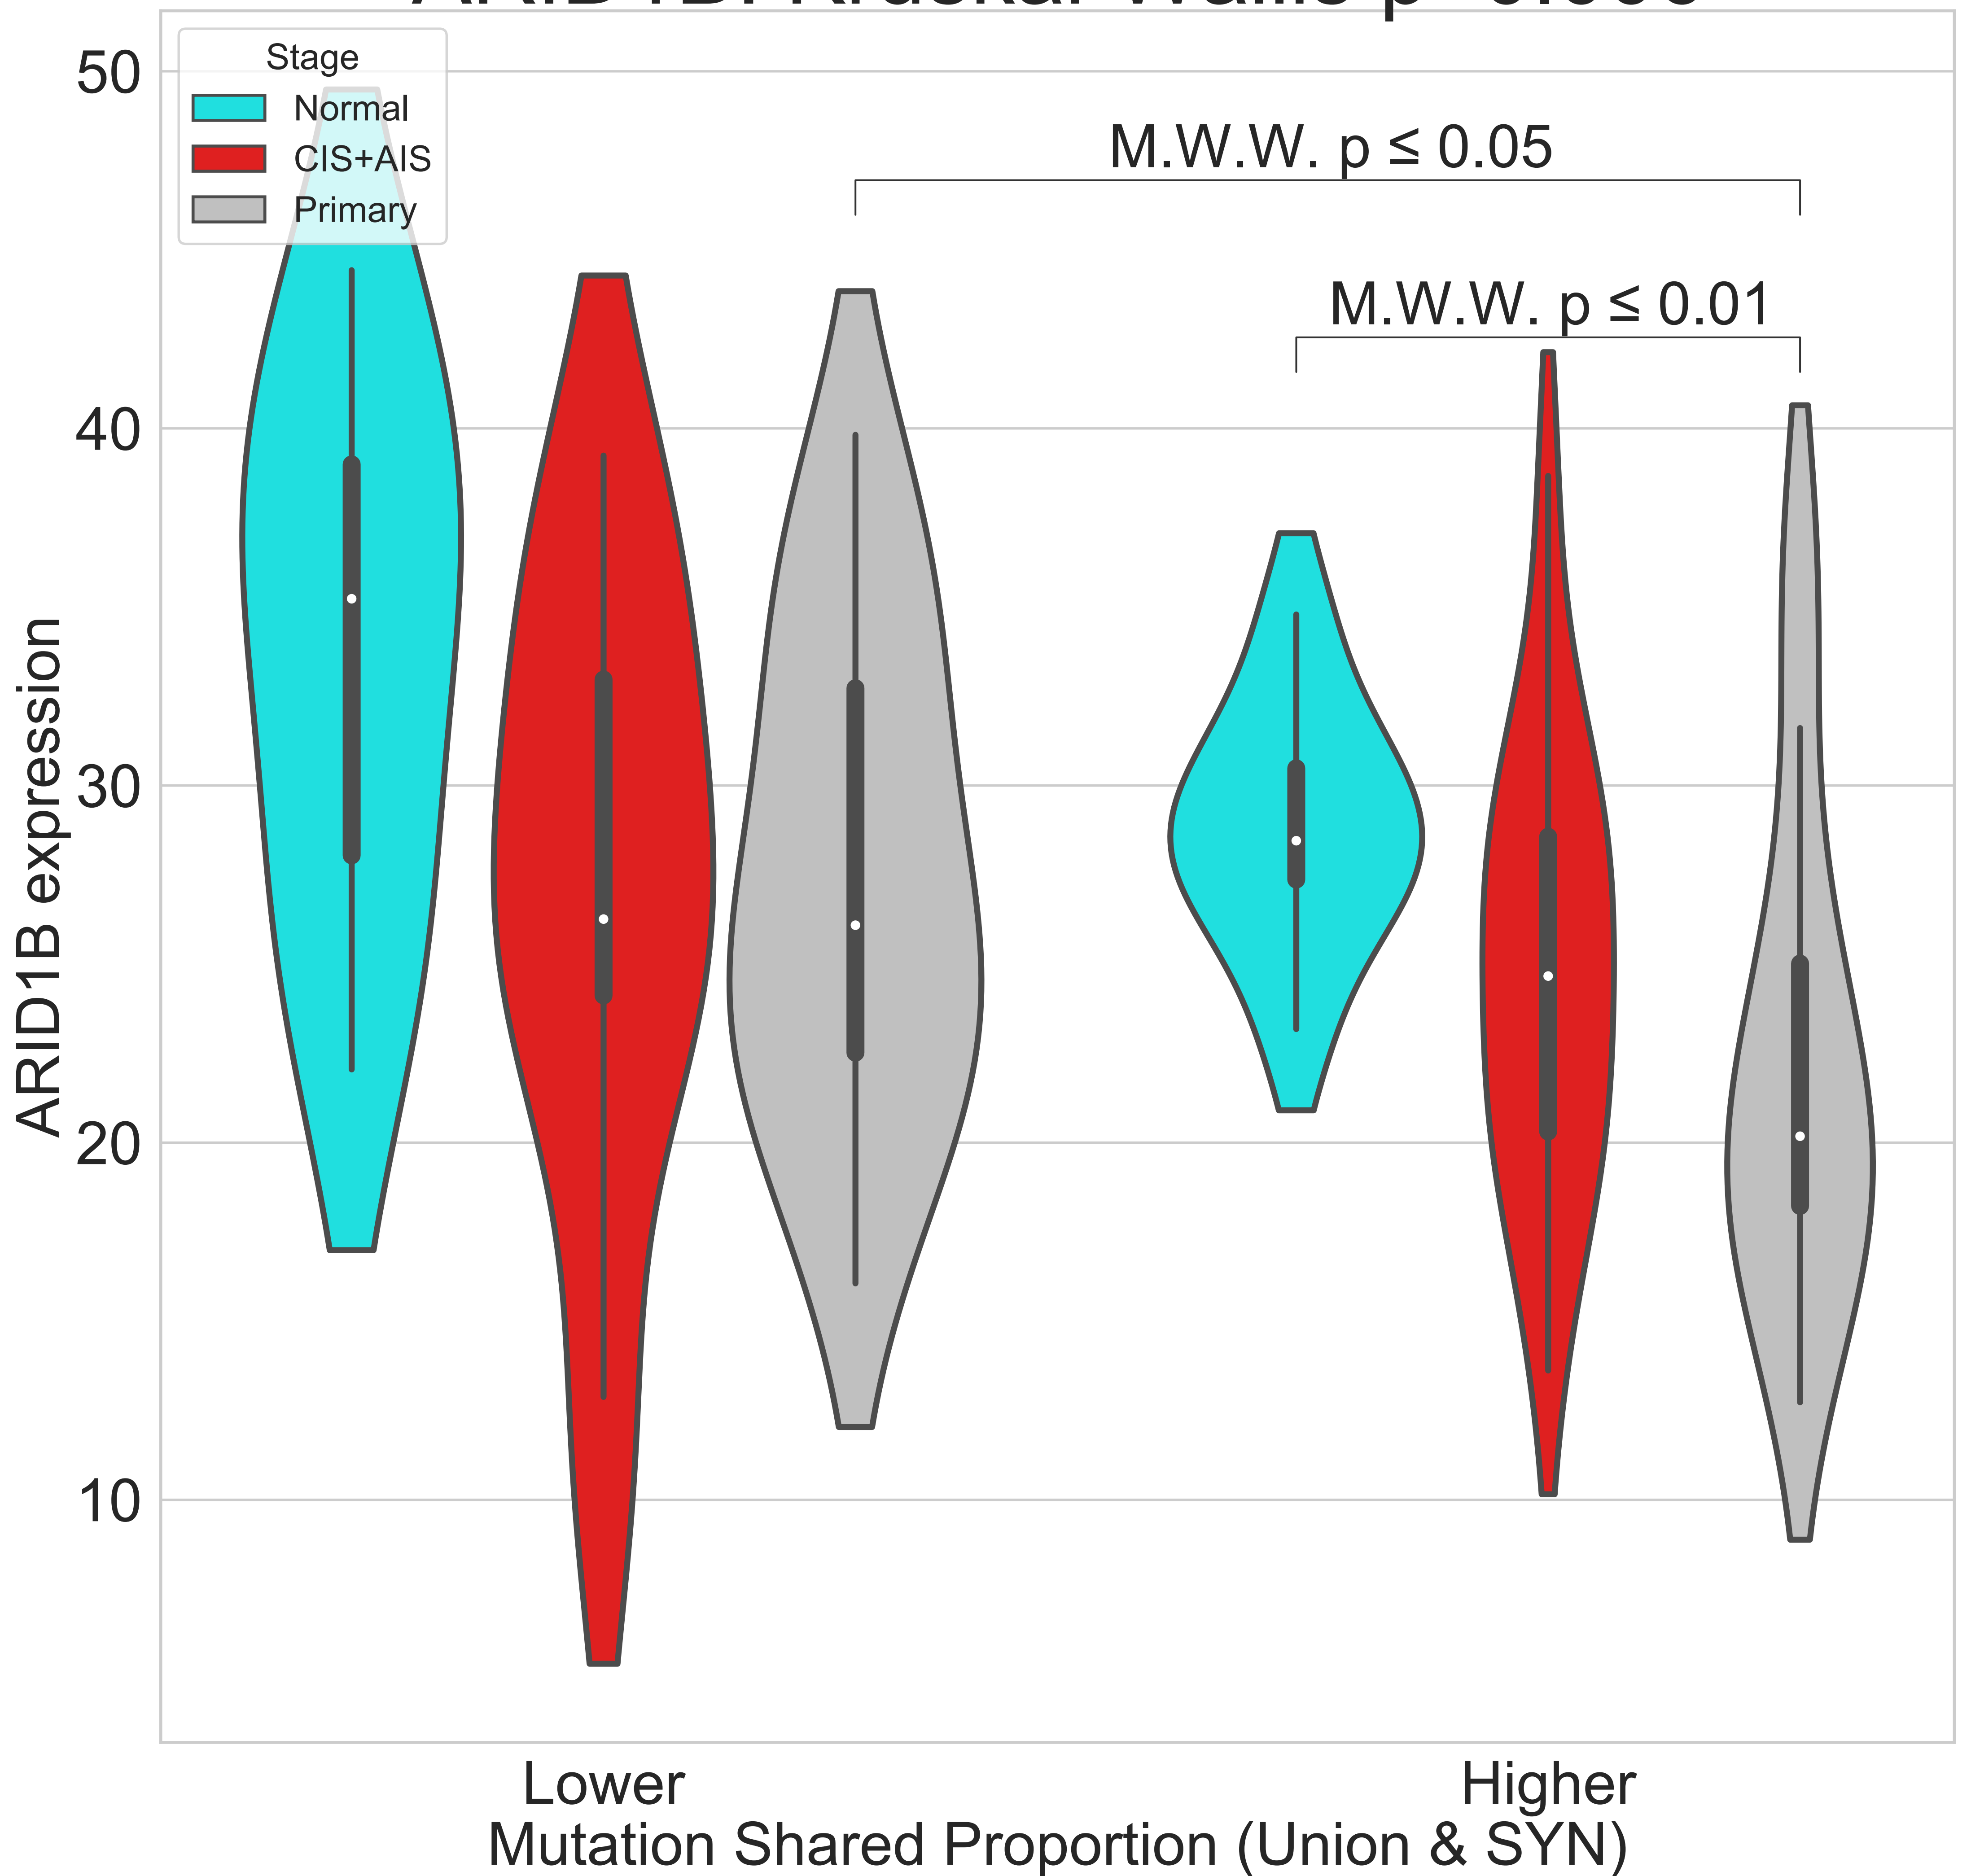 50
40
30
20
10
ARID1B expression
Stage
Normal
CIS+AIS
Primary
M.W.W. p ≤ 0.05
M.W.W. p ≤ 0.01
Lower
Higher
Mutation Shared Proportion (Union & SYN)